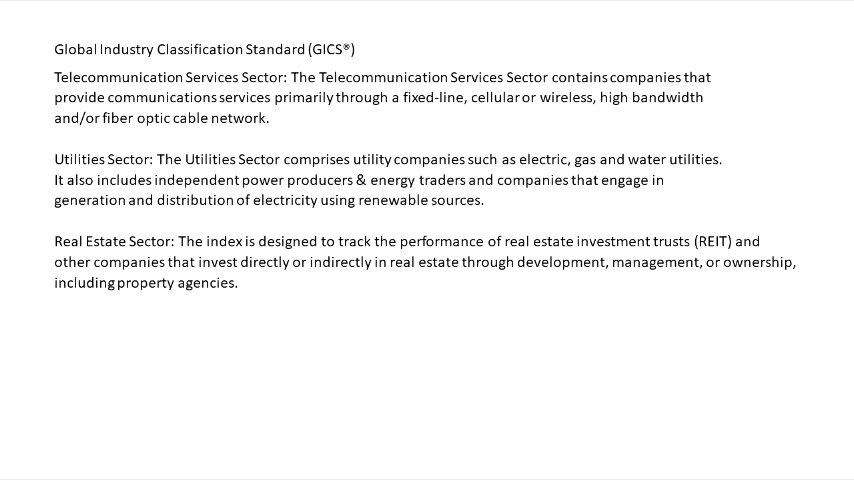 Global Industry Classification Standard (GICS®)
Telecommunication Services Sector: The Telecommunication Services Sector contains companies that
provide communications services primarily through a fixed-line, cellular or wireless, high bandwidth
and/or fiber optic cable network.
Utilities Sector: The Utilities Sector comprises utility companies such as electric, gas and water utilities.
It also includes independent power producers & energy traders and companies that engage in
generation and distribution of electricity using renewable sources.
Real Estate Sector: The index is designed to track the performance of real estate investment trusts (REIT) and
other companies that invest directly or indirectly in real estate through development, management, or ownership,
including property agencies.